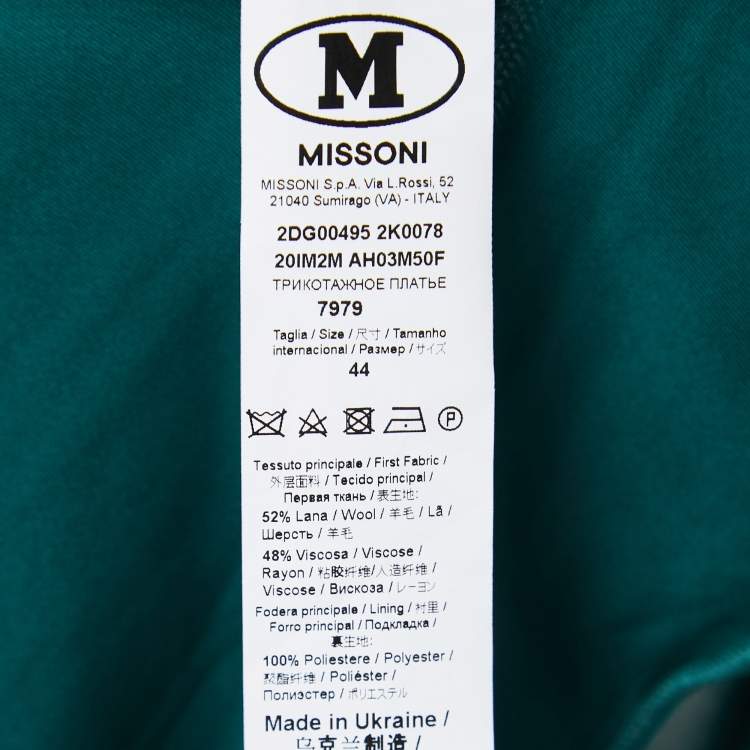 M
MISSONI
MISSONI S.p.A. Via L.Rossi, 52
21040 Sumirago (VA) - ITALY
2DG00495 2K0078
20IM2M AH03M50F
ТРИКОТАЖНОЕ ПЛАТЬЕ
7979
Taglia / Size / 尺寸 / Tamanho
internacional / Размер / サイズ
44
P
Tessuto principale / First Fabric /
外层面料 / Tecido principal /
Первая ткань / 表生地:
52% Lana / Wool / 羊毛 / Lã /
Шерсть / 羊毛
48% Viscosa / Viscose /
Rayon / 粘胶纤维/人造纤维 /
Viscose / Вискоза / レーヨン
Fodera principale / Lining / 衬里 /
Forro principal / Подкладка /
裏生地:
100% Poliestere / Polyester /
聚酯纤维 / Poliéster /
Полиэстер / ポリエステル
Made in Ukraine /
乌克兰制造 /